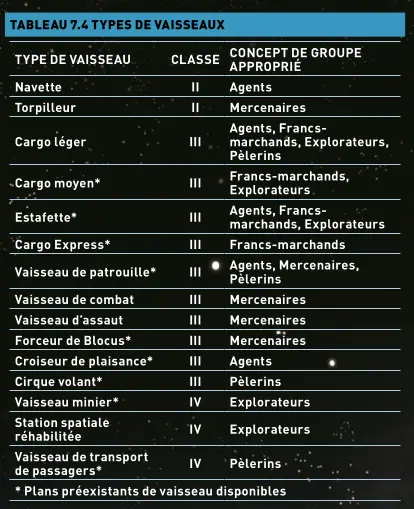 TABLEAU 7.4 TYPES DE VAISSEAUX
TYPE DE VAISSEAU CLASSE CONCEPT DE GROUPE
APPROPRIÉ
Navette II Agents
Torpilleur II Mercenaires
Cargo léger III Agents, Francs-
marchands, Explorateurs,
Pèlerins
Cargo moyen* III Francs-marchands,
Explorateurs
Estafette* III Agents, Francs-
marchands, Explorateurs
Cargo Express* III Francs-marchands
Vaisseau de patrouille* III Agents, Mercenaires,
Pèlerins
Vaisseau de combat III Mercenaires
Vaisseau d'assaut III Mercenaires
Forceur de Blocus* III Mercenaires
Croiseur de plaisance* III Agents
Cirque volant* III Pèlerins
Vaisseau minier* IV Explorateurs
Station spatiale
réhabilitée IV Explorateurs
Vaisseau de transport
de passagers* IV Pèlerins
* Plans préexistants de vaisseau disponibles